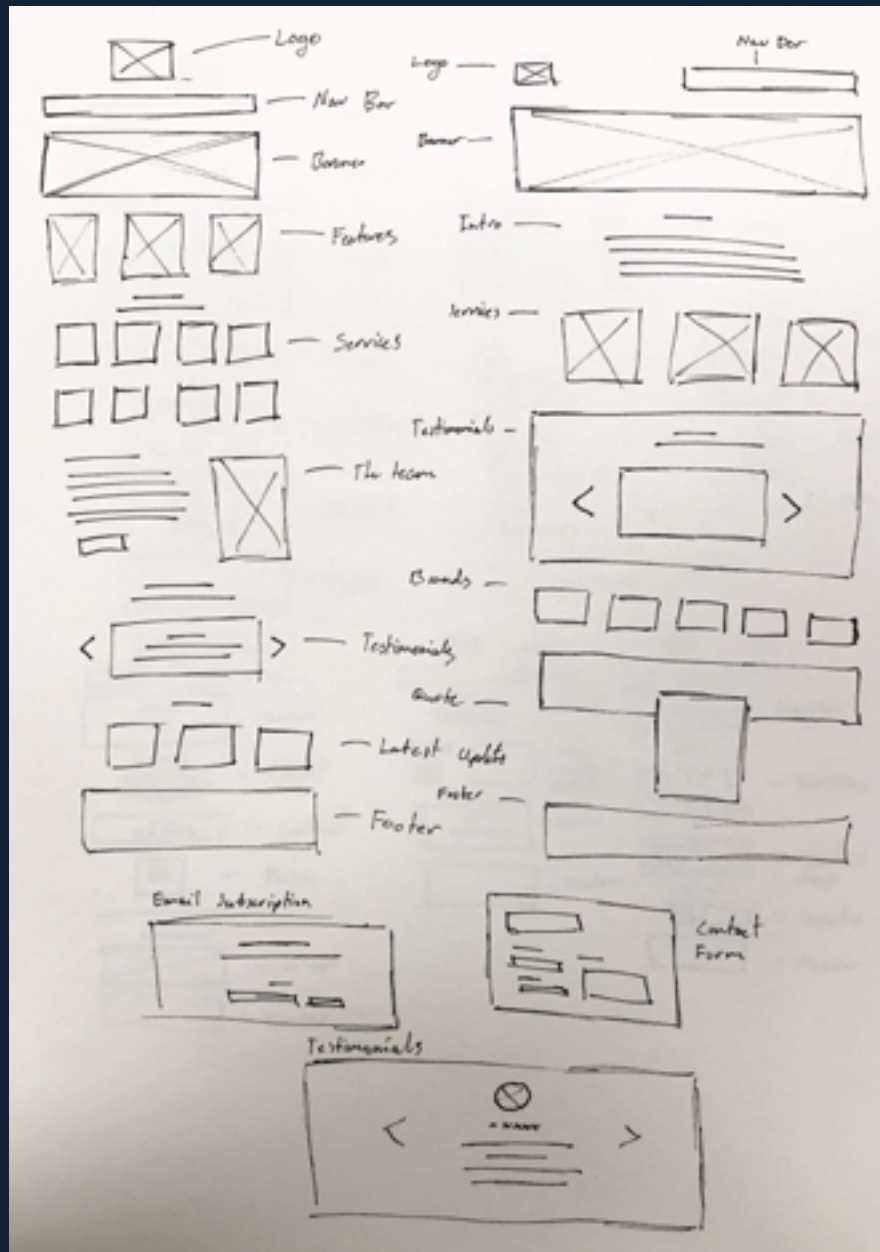 Logo
Nav Bar
Banner
Features
Services
The team
Testimonials
Latest Update
Footer
Logo
Nav Bar
Banner
Intro
Services
Testimonials
Brands
Quote
Footer
Email Subscription
Contact
Form
Testimonials